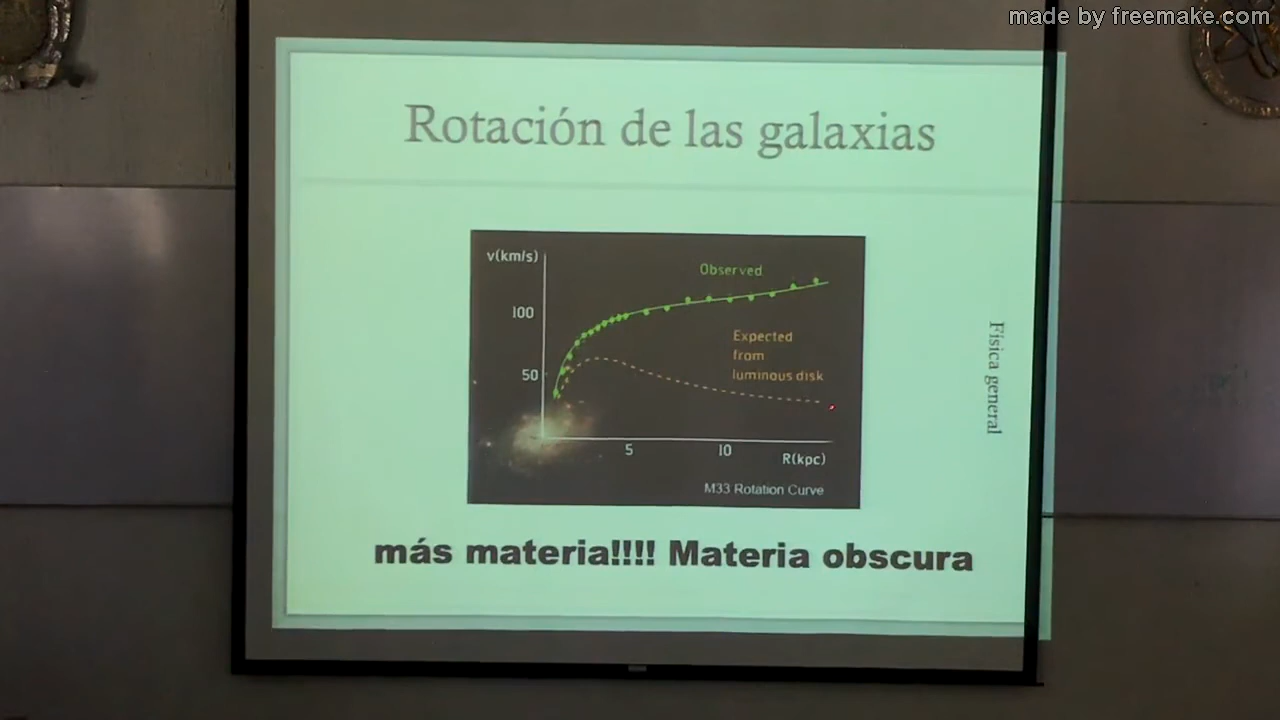 made by freemake.com
Rotación de las galaxias
v(km/s)
Observed
100
Expected
from
luminous disk
50
5
10
R(kpc)
M33 Rotation Curve
Física general
más materia!!!! Materia obscura